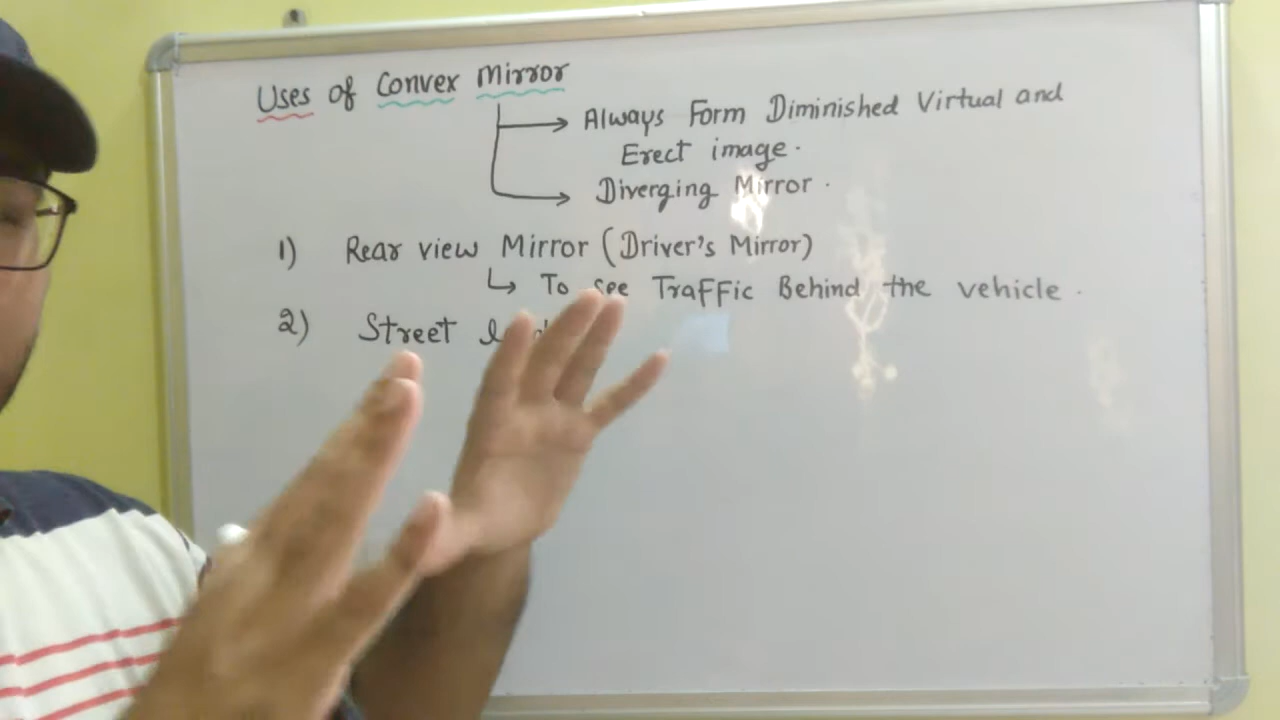 Uses of Convex Mirror
Always Form Diminished Virtual and
Erect image.
Diverging Mirror.
1) Rear view Mirror (Driver's Mirror)
To see Traffic Behind the vehicle.
2) Street